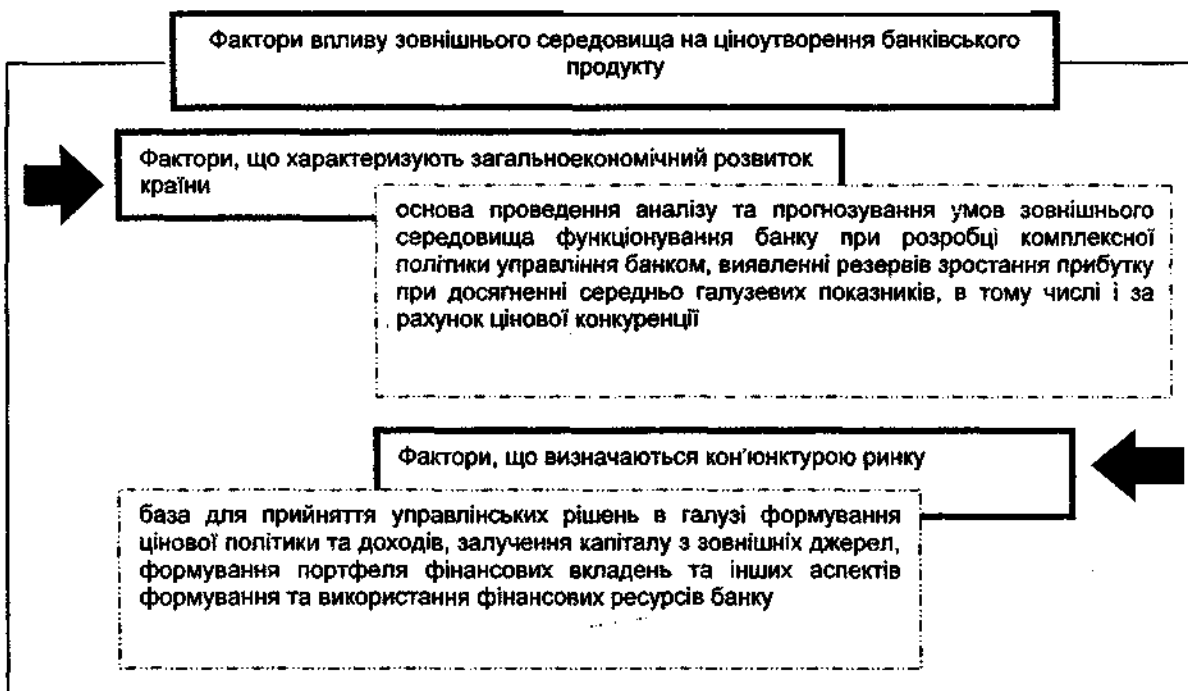 Фактори впливу зовнішнього середовища на ціноутворення банківського
продукту
Фактори, що характеризують загальноекономічний розвиток
країни
основа проведення аналізу та прогнозування умов зовнішнього
середовища функціонування банку при розробці комплексної
політики управління банком, виявленні резервів зростання прибутку
при досягненні середньо галузевих показників, в тому числі і за
рахунок цінової конкуренції
Фактори, що визначаються кон'юнктурою ринку
база для прийняття управлінських рішень в галузі формування
цінової політики та доходів, залучення капіталу з зовнішніх джерел,
формування портфеля фінансових вкладень та інших аспектів
формування та використання фінансових ресурсів банку